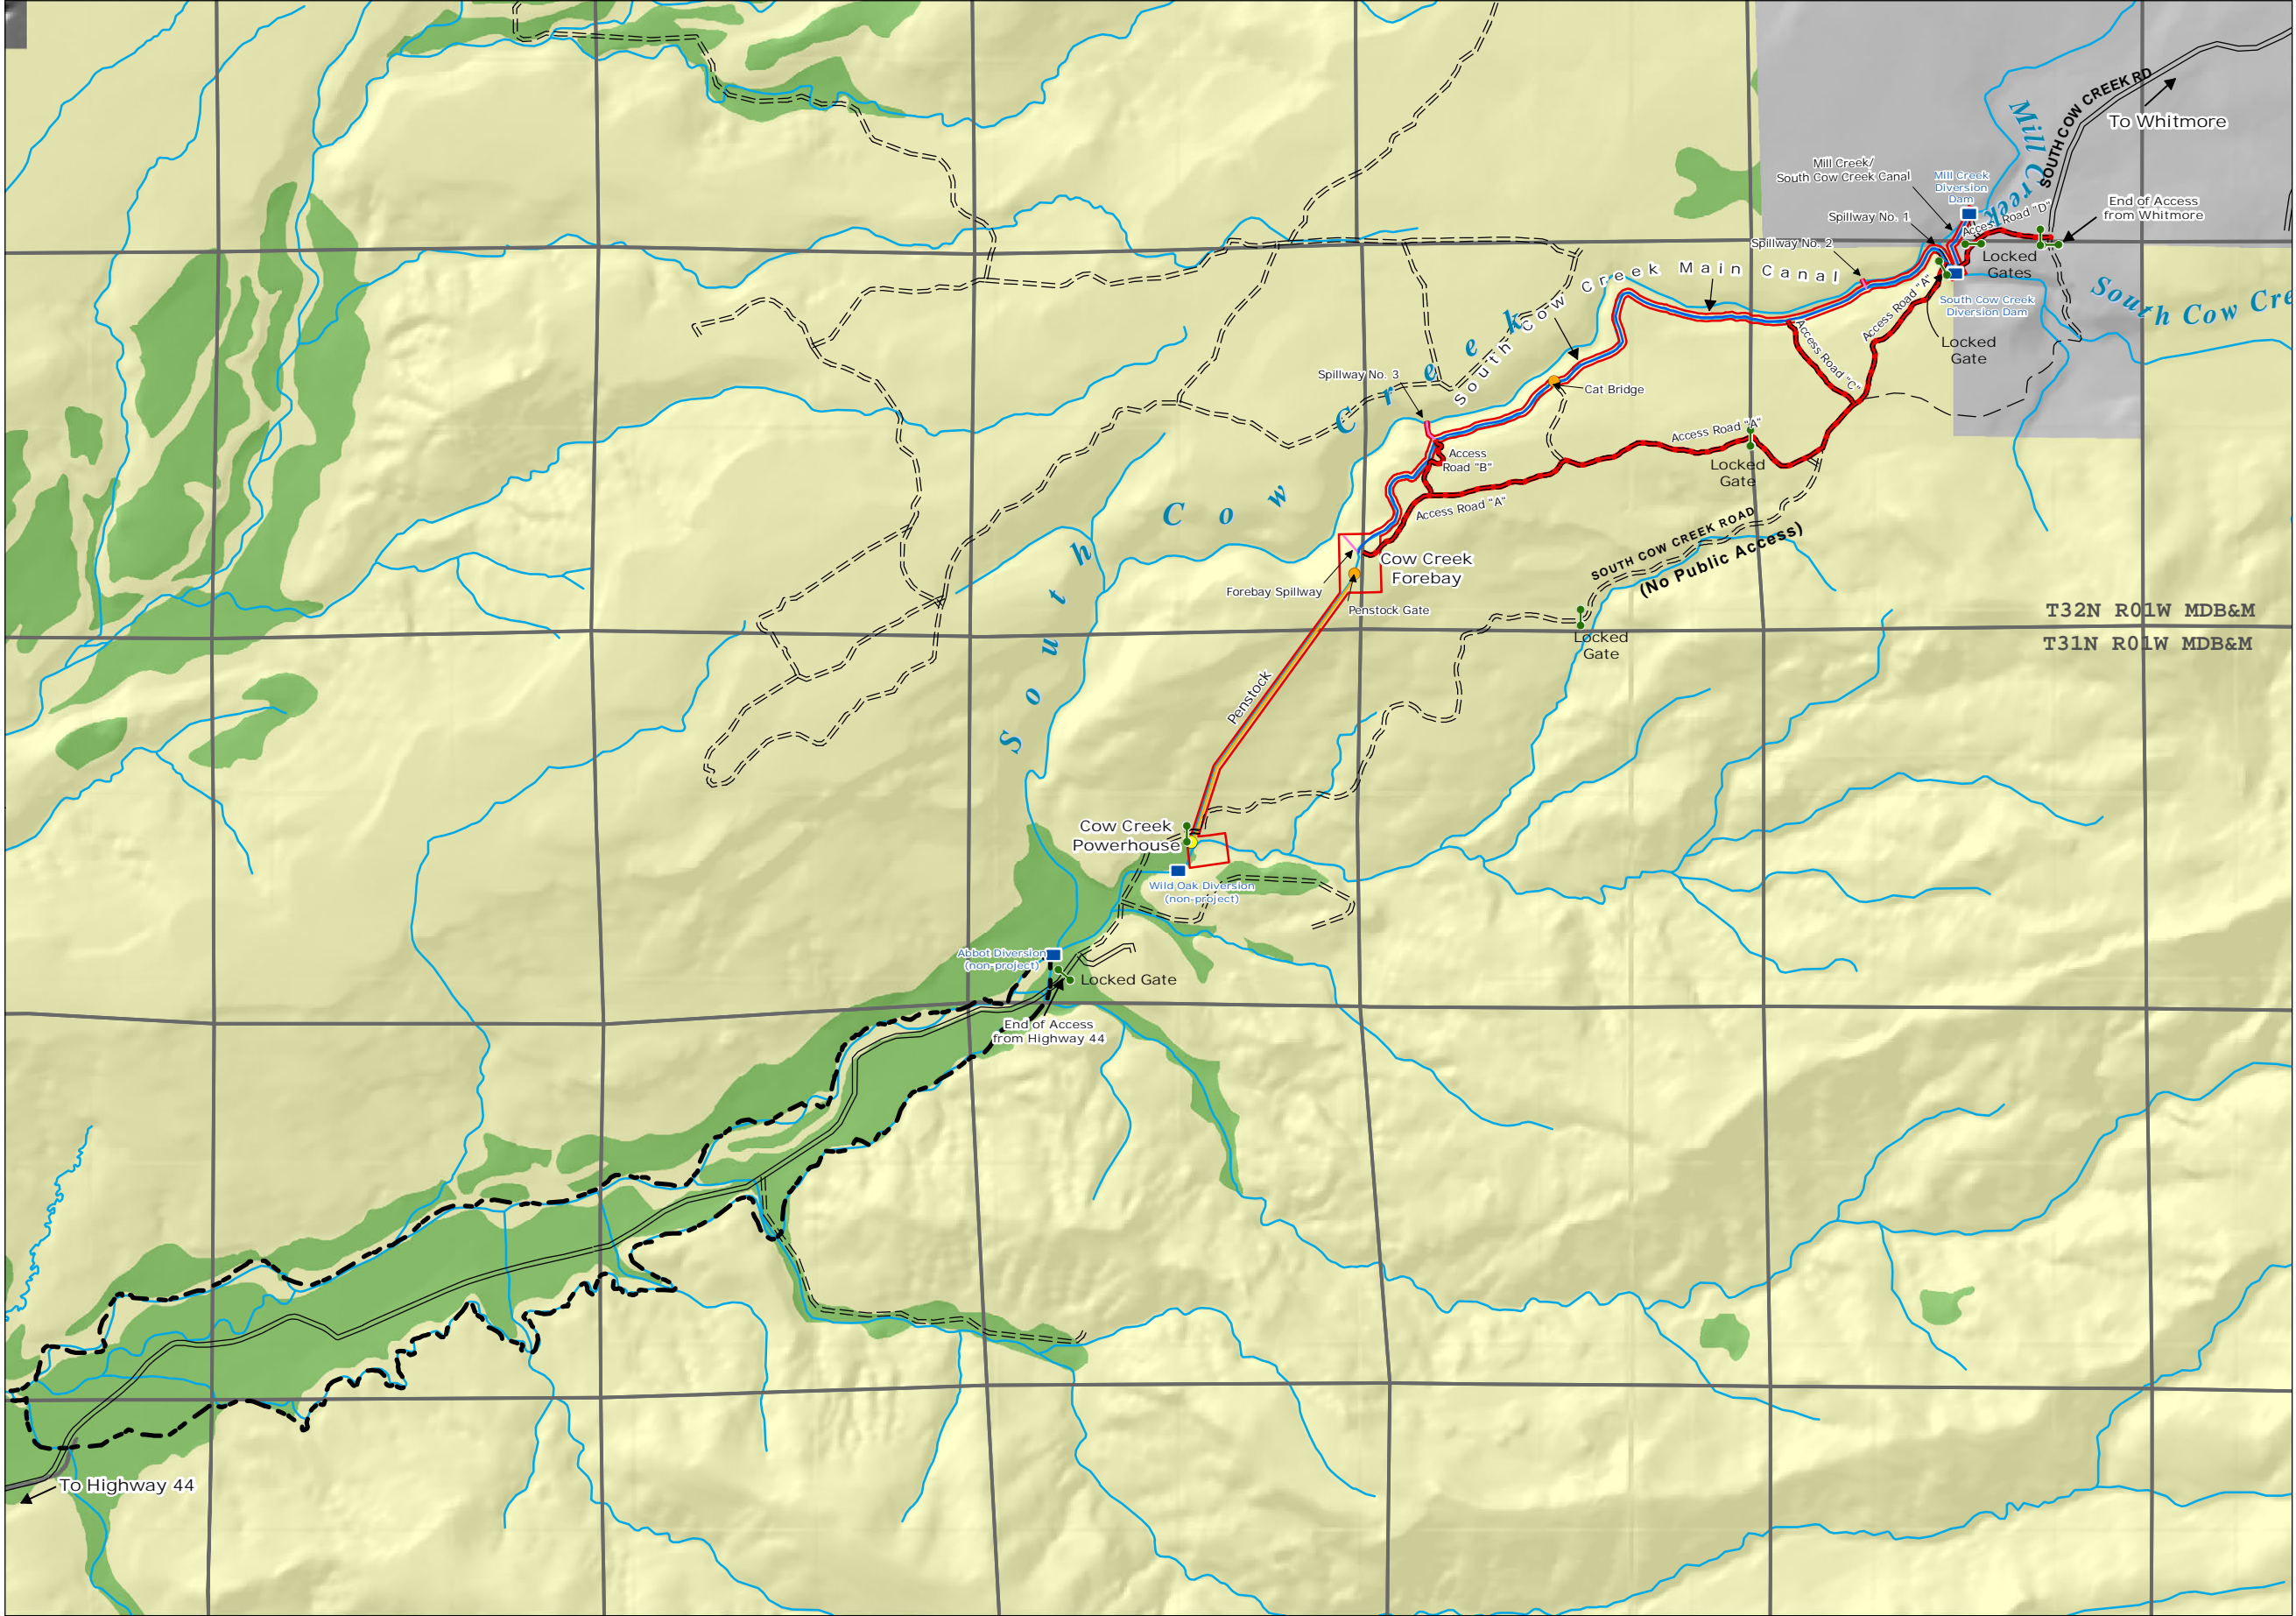 SOUTH COW CREEK RD
To Whitmore
Mill Creek
Mill Creek/
South Cow Creek Canal
Mill Creek
Diversion
Dam
End of Access
from Whitmore
Spillway No. 1
Access Road "D"
Spillway No. 2
Locked
Gates
South Cow Creek Main Canal
South Cow Cre
South Cow Creek
Diversion Dam
Access Road "A"
Locked
Gate
Access Road "C"
Spillway No. 3
Cat Bridge
South Cow Creek
Access
Road "B"
Access Road "A"
Locked
Gate
Access Road "A"
SOUTH COW CREEK ROAD
(No Public Access)
Cow Creek
Forebay
Forebay Spillway
Penstock Gate
T32N R01W MDB&M
T31N R01W MDB&M
Locked
Gate
Penstock
Cow Creek
Powerhouse
Wild Oak Diversion
(non-project)
Abbot Diversion
(non-project)
Locked Gate
End of Access
from Highway 44
To Highway 44